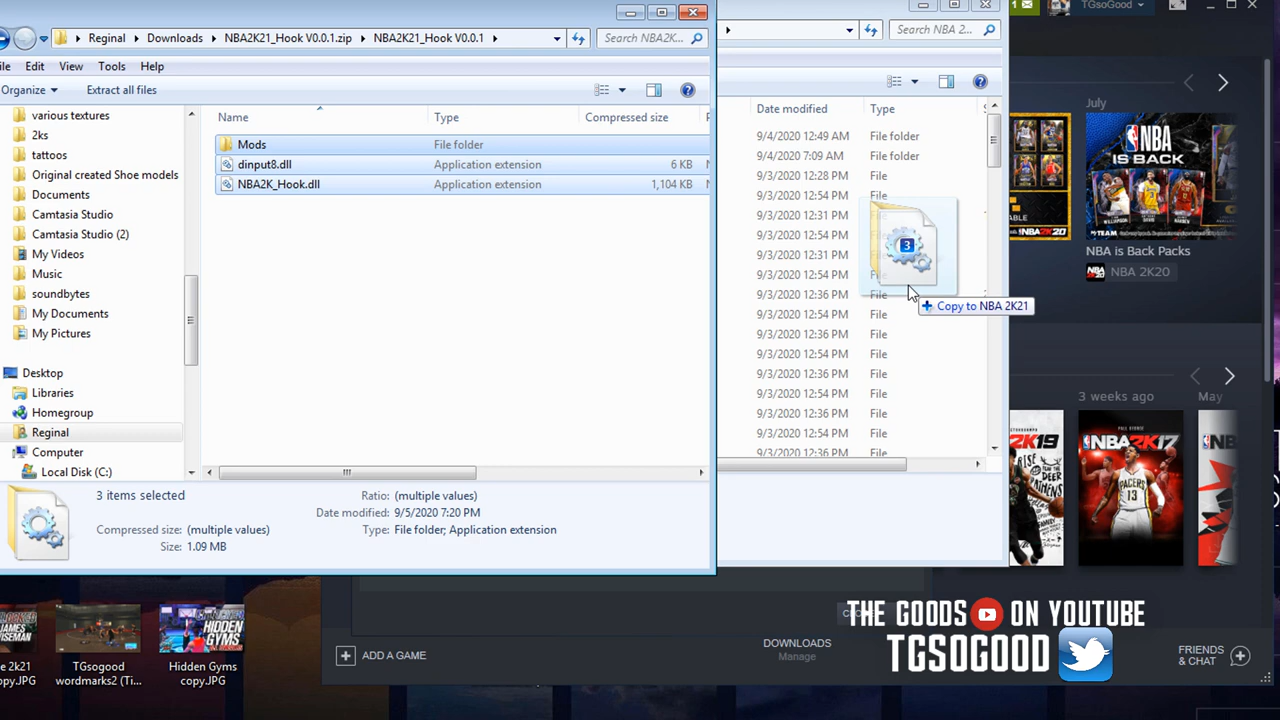 Reginal ▸ Downloads ▸ NBA2K21_Hook V0.0.1.zip ▸ NBA2K21_Hook V0.0.1 ▸
Search NBA2K...
Edit View Tools Help
Organize Extract all files
various textures
2ks
tattoos
Original created Shoe models
Documents
Camtasia Studio
Camtasia Studio (2)
My Videos
Music
soundbytes
My Documents
My Pictures
Desktop
Libraries
Homegroup
Reginal
Computer
Local Disk (C:)
Name Type Compressed size
Mods File folder
dinput8.dll Application extension 6 KB
NBA2K_Hook.dll Application extension 1,104 KB
3 items selected
Compressed size: (multiple values)
Size: 1.09 MB
Ratio: (multiple values)
Date modified: 9/5/2020 7:20 PM
Type: File folder; Application extension
Search NBA 2...
Date modified Type
9/4/2020 12:49 AM File folder
9/4/2020 7:09 AM File folder
9/3/2020 12:28 PM File
9/3/2020 12:54 PM File
9/3/2020 12:31 PM File
9/3/2020 12:54 PM File
9/3/2020 12:31 PM File
9/3/2020 12:54 PM File
9/3/2020 12:36 PM File
9/3/2020 12:54 PM File
9/3/2020 12:36 PM File
9/3/2020 12:54 PM File
9/3/2020 12:36 PM File
9/3/2020 12:54 PM File
9/3/2020 12:36 PM File
9/3/2020 12:54 PM File
9/3/2020 12:36 PM File
3
Copy to NBA 2K21
1
TGsoGood
July
NBA
IS BACK
NBA2K20
NBA is Back Packs
NBA 2K20
3 weeks ago May
2K19
NBA2K17
PACERS
13
ADD A GAME
DOWNLOADS
Manage
FRIENDS
& CHAT
THE GOODS ON YOUTUBE
TGSOGOOD
JAMES
WISEMAN
HIDDEN
GYMS
TGsoogood
wordmarks2 (Ti...
Hidden Gyms
copy.JPG